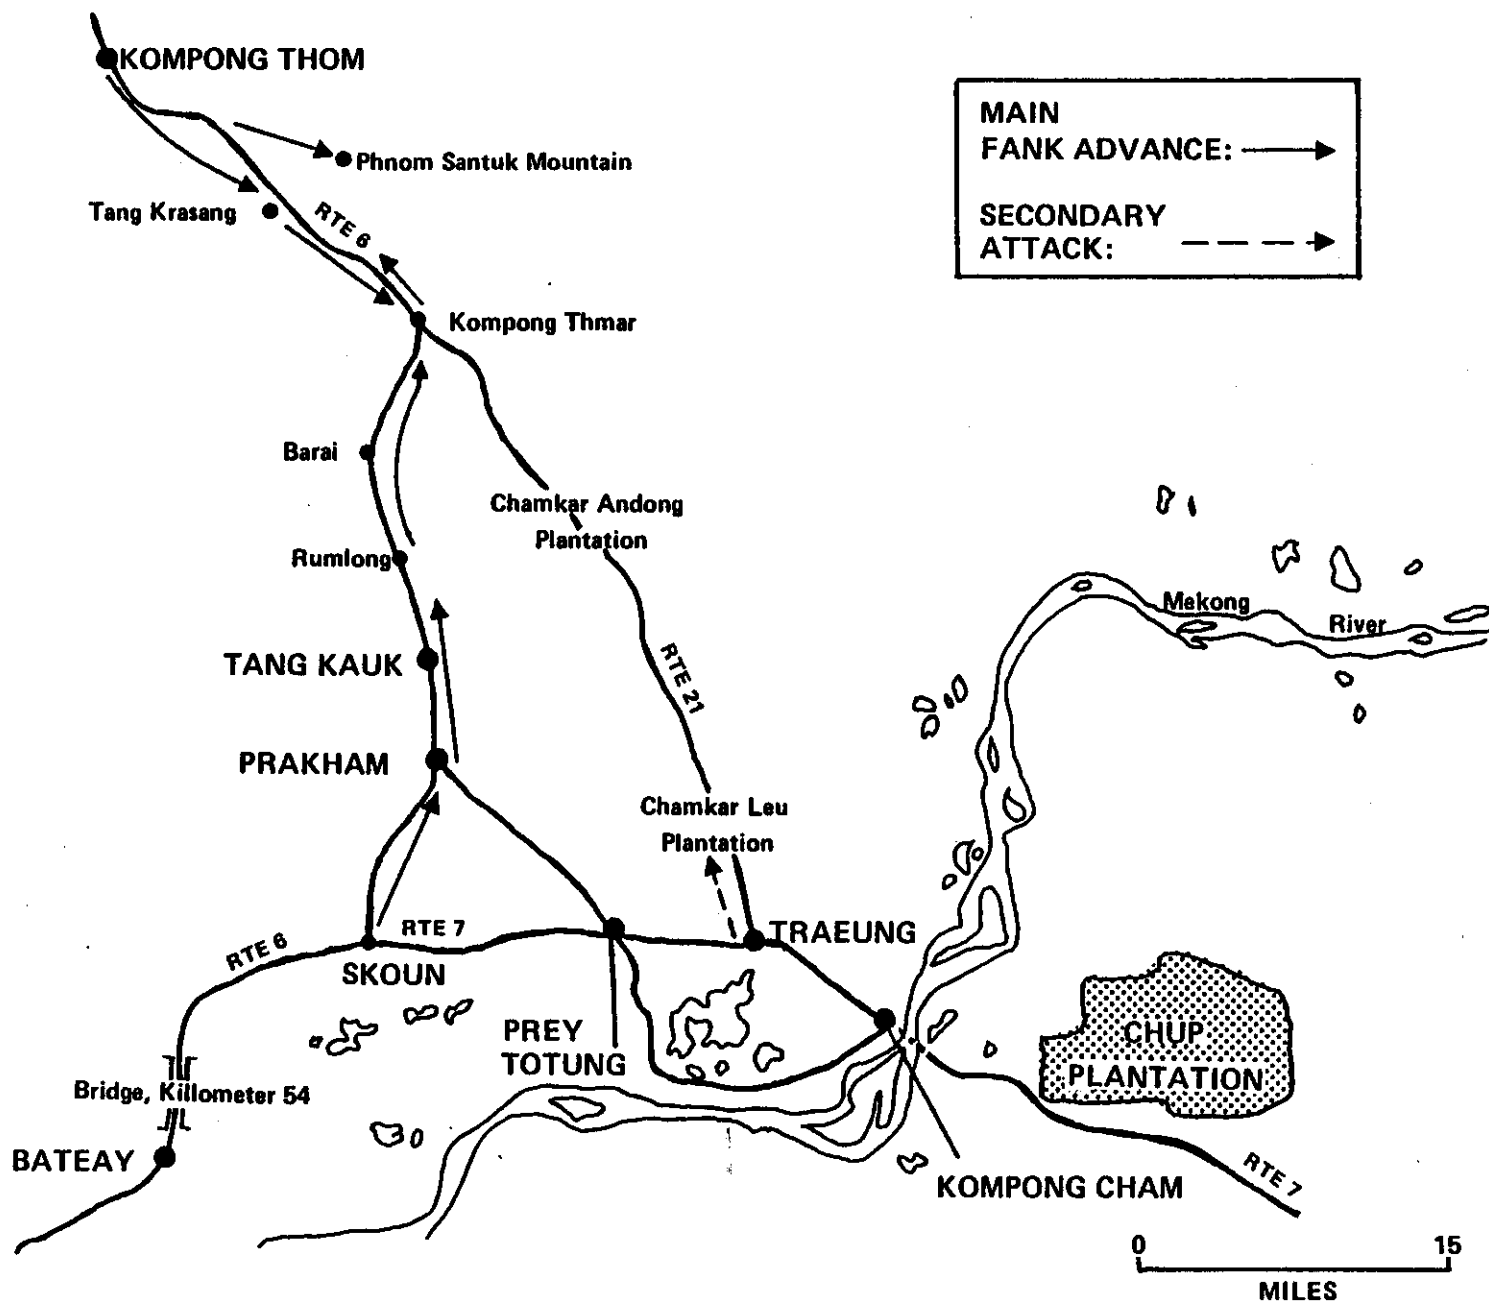 KOMPONG THOM
MAIN
FANK ADVANCE:
SECONDARY
ATTACK:
Phnom Santuk Mountain
Tang Krasang
RTE 6
Kompong Thmar
Barai
Chamkar Andong
Plantation
Rumlong
Mekong
River
TANG KAUK
RTE 21
PRAKHAM
Chamkar Leu
Plantation
RTE 7
TRAEUNG
RTE 6
SKOUN
PREY
TOTUNG
CHUP
PLANTATION
Bridge, Killometer 54
BATEAY
KOMPONG CHAM
RTE 7
0 15
MILES